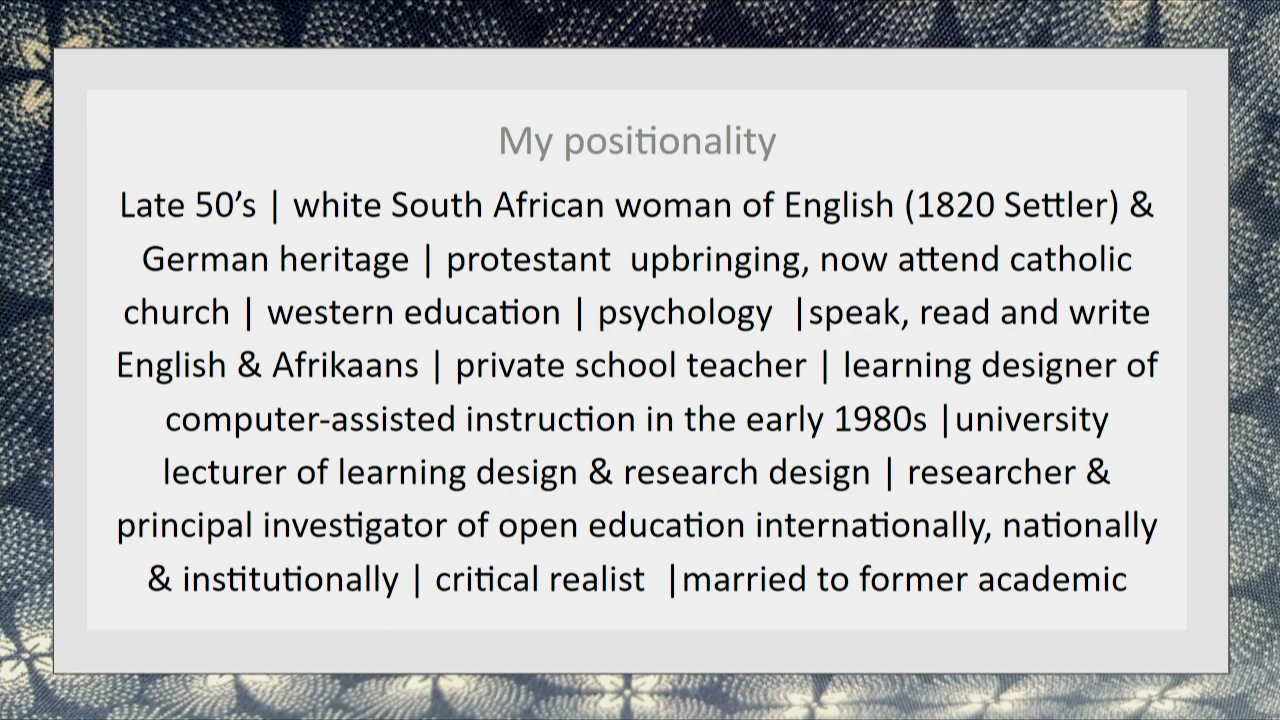 My positionality
Late 50’s | white South African woman of English (1820 Settler) &
German heritage | protestant  upbringing, now attend catholic
church | western education | psychology  |speak, read and write
English & Afrikaans | private school teacher | learning designer of
computer-assisted instruction in the early 1980s |university
lecturer of learning design & research design | researcher &
principal investigator of open education internationally, nationally
& institutionally | critical realist  |married to former academic